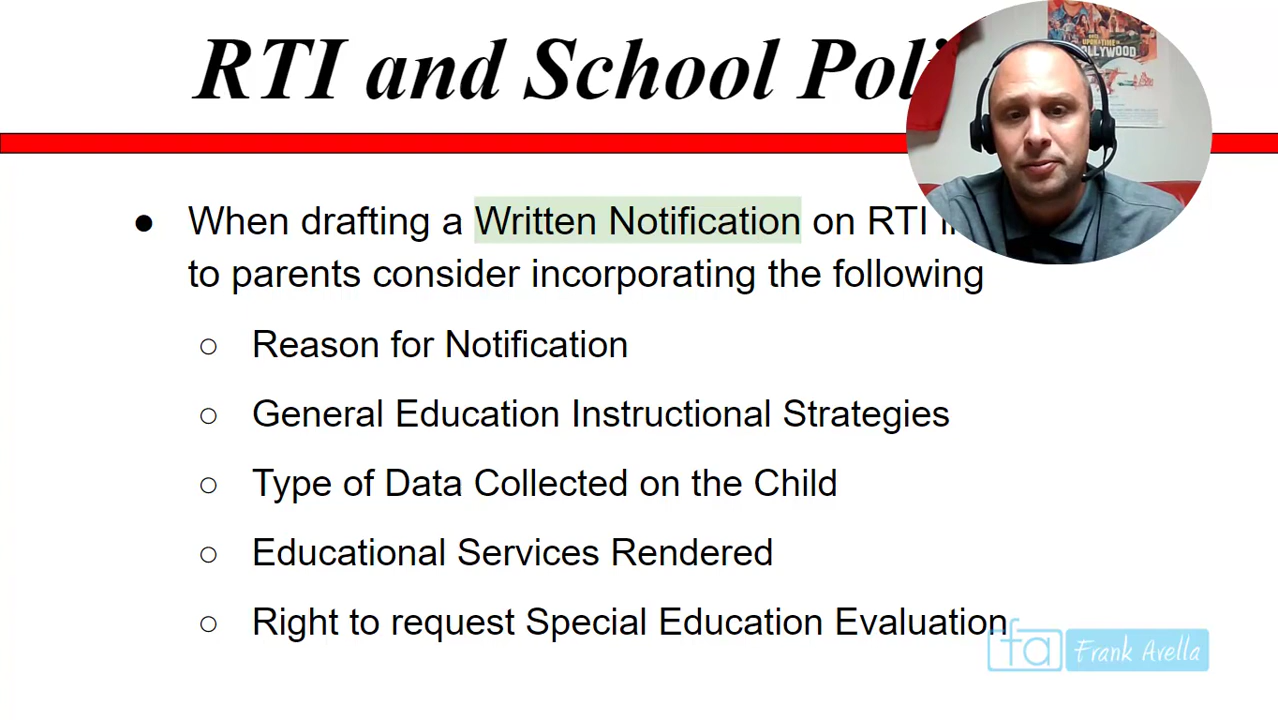 RTI and School Poli
When drafting a Written Notification on RTI
to parents consider incorporating the following
Reason for Notification
General Education Instructional Strategies
Type of Data Collected on the Child
Educational Services Rendered
Right to request Special Education Evaluation
fa Frank Avella
HOLLYWOOD